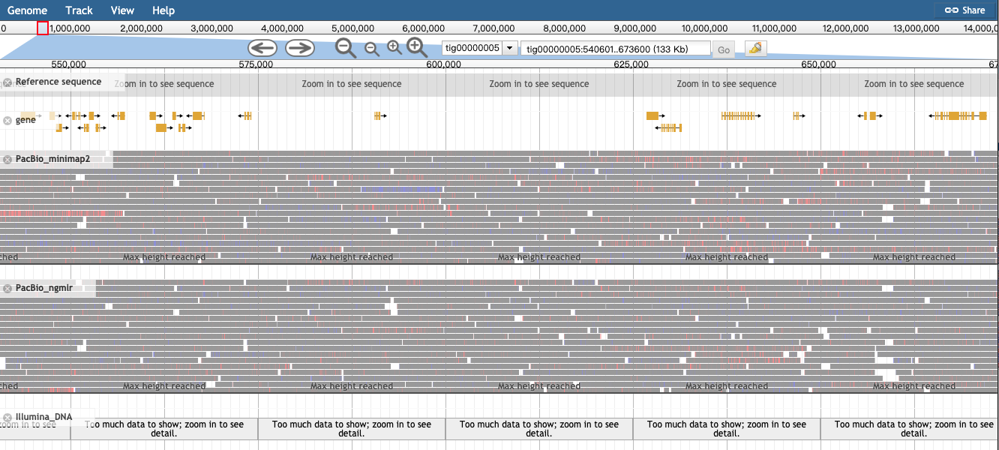 Genome Track View Help Share
0 1,000,000 2,000,000 3,000,000 4,000,000 5,000,000 6,000,000 7,000,000 8,000,000 9,000,000 10,000,000 11,000,000 12,000,000 13,000,000 14,000,0
tig00000005 tig00000005:540601..673600 (133 Kb) Go
550,000 575,000 600,000 625,000 650,000 67
Reference sequence Zoom in to see sequence Zoom in to see sequence Zoom in to see sequence Zoom in to see sequence Zoom in to see sequence
gene
PacBio_minimap2
ched Max height reached Max height reached Max height reached Max height reached Max height reached
PacBio_ngmlr
ched Max height reached Max height reached Max height reached Max height reached Max height reached
Illumina_DNA
zoom in to see Too much data to show; zoom in to see Too much data to show; zoom in to see Too much data to show; zoom in to see Too much data to show; zoom in to see Too much data to show; zoom in to see
detail. detail. detail. detail. detail.